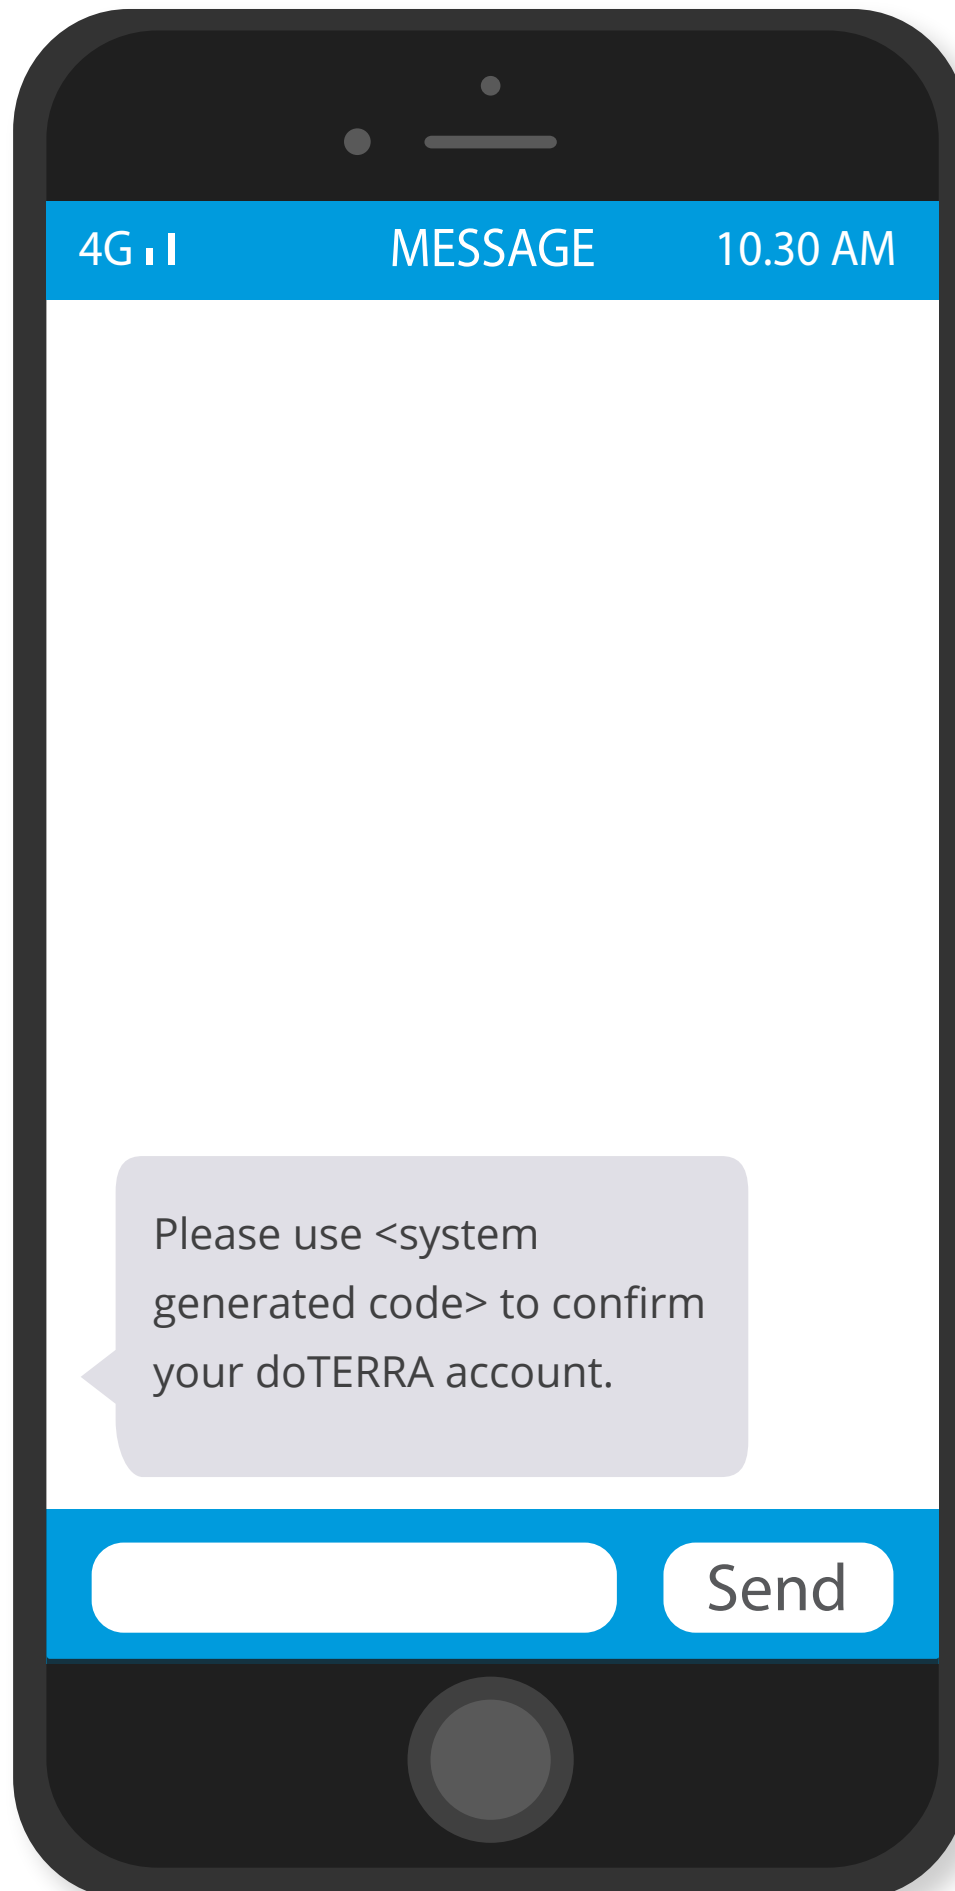 4G MESSAGE 10.30 AM
Please use <system
generated code> to confirm
your doTERRA account.
Send